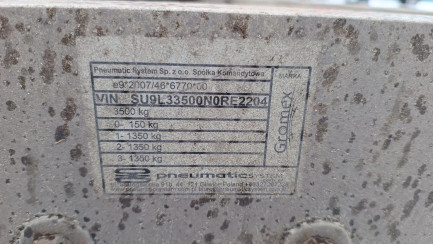 Pneumatic System Sp. z o.o. Spółka Komandytowa
e9*2007/46*6770*00
VIN SU9L33500N0RE2204
3500 kg
0- 150 kg
1- 1350 kg
2- 1350 kg
3- 1350 kg
MARKA
Gromex
pneumaticSYSTEM